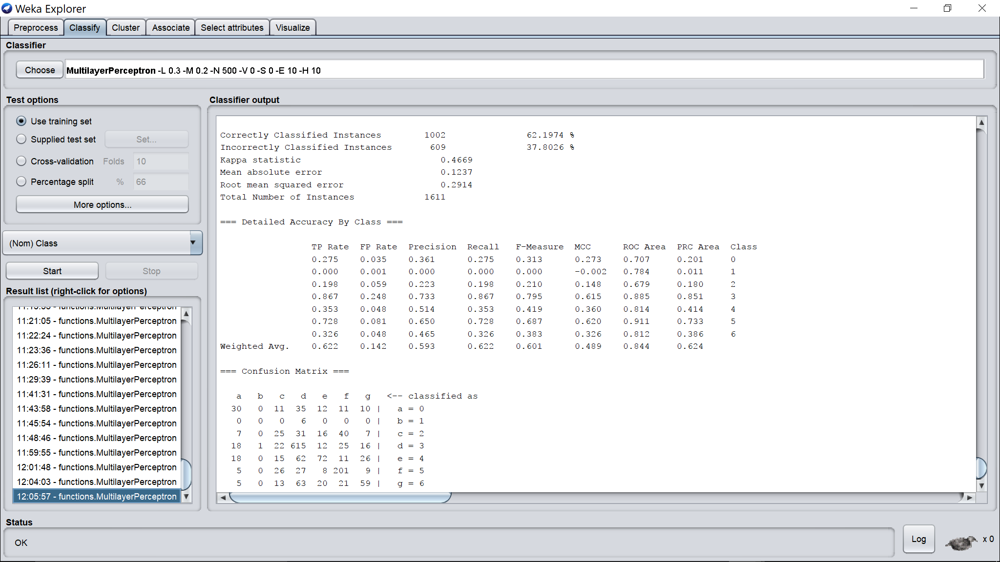 Weka Explorer
Preprocess Classify Cluster Associate Select attributes Visualize
Classifier
Choose MultilayerPerceptron -L 0.3 -M 0.2 -N 500 -V 0 -S 0 -E 10 -H 10
Test options
Use training set
Supplied test set Set...
Cross-validation Folds 10
Percentage split % 66
More options...
(Nom) Class
Start Stop
Result list (right-click for options)
functions.MultilayerPerceptron
11:21:05 - functions.MultilayerPerceptron
11:22:24 - functions.MultilayerPerceptron
11:23:36 - functions.MultilayerPerceptron
11:26:11 - functions.MultilayerPerceptron
11:29:39 - functions.MultilayerPerceptron
11:41:31 - functions.MultilayerPerceptron
11:43:58 - functions.MultilayerPerceptron
11:45:54 - functions.MultilayerPerceptron
11:48:46 - functions.MultilayerPerceptron
11:59:55 - functions.MultilayerPerceptron
12:01:48 - functions.MultilayerPerceptron
12:04:03 - functions.MultilayerPerceptron
12:05:57 - functions.MultilayerPerceptron
Classifier output
Correctly Classified Instances 1002 62.1974 %
Incorrectly Classified Instances 609 37.8026 %
Kappa statistic 0.4669
Mean absolute error 0.1237
Root mean squared error 0.2914
Total Number of Instances 1611
=== Detailed Accuracy By Class ===
TP Rate FP Rate Precision Recall F-Measure MCC ROC Area PRC Area Class
0.275 0.035 0.361 0.275 0.313 0.273 0.707 0.201 0
0.000 0.001 0.000 0.000 0.000 -0.002 0.784 0.011 1
0.198 0.059 0.223 0.198 0.210 0.148 0.679 0.180 2
0.867 0.248 0.733 0.867 0.795 0.615 0.885 0.851 3
0.353 0.048 0.514 0.353 0.419 0.360 0.814 0.414 4
0.728 0.081 0.650 0.728 0.687 0.620 0.911 0.733 5
0.326 0.048 0.465 0.326 0.383 0.326 0.812 0.386 6
Weighted Avg. 0.622 0.142 0.593 0.622 0.601 0.489 0.844 0.624
=== Confusion Matrix ===
a b c d e f g <-- classified as
30 0 11 35 12 11 10 | a = 0
0 0 0 6 0 0 0 | b = 1
7 0 25 31 16 40 7 | c = 2
18 1 22 615 12 25 16 | d = 3
18 0 15 62 72 11 26 | e = 4
5 0 26 27 8 201 9 | f = 5
5 0 13 63 20 21 59 | g = 6
Status
OK
Log
x 0